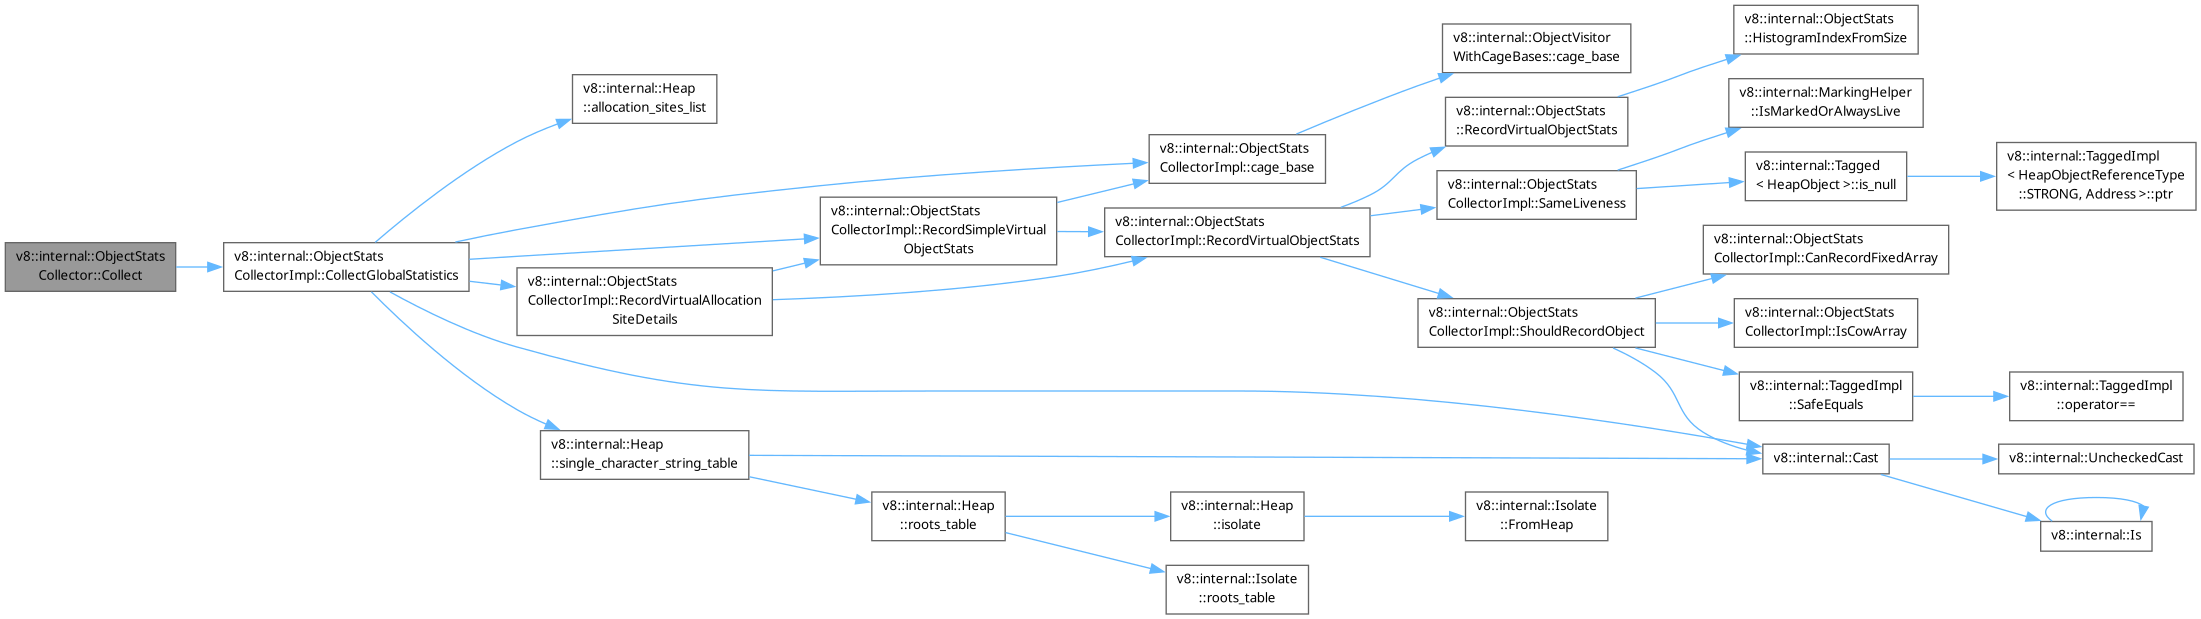 v8::internal::ObjectStats
Collector::Collect
v8::internal::ObjectStats
CollectorImpl::CollectGlobalStatistics
v8::internal::Heap
::allocation_sites_list
v8::internal::ObjectStats
CollectorImpl::cage_base
v8::internal::ObjectVisitor
WithCageBases::cage_base
v8::internal::ObjectStats
CollectorImpl::RecordSimpleVirtual
ObjectStats
v8::internal::ObjectStats
CollectorImpl::RecordVirtualObjectStats
v8::internal::ObjectStats
::RecordVirtualObjectStats
v8::internal::ObjectStats
::HistogramIndexFromSize
v8::internal::ObjectStats
CollectorImpl::SameLiveness
v8::internal::MarkingHelper
::IsMarkedOrAlwaysLive
v8::internal::Tagged
< HeapObject >::is_null
v8::internal::TaggedImpl
< HeapObjectReferenceType
::STRONG, Address >::ptr
v8::internal::ObjectStats
CollectorImpl::ShouldRecordObject
v8::internal::ObjectStats
CollectorImpl::CanRecordFixedArray
v8::internal::ObjectStats
CollectorImpl::IsCowArray
v8::internal::TaggedImpl
::SafeEquals
v8::internal::TaggedImpl
::operator==
v8::internal::Cast
v8::internal::UncheckedCast
v8::internal::Is
v8::internal::ObjectStats
CollectorImpl::RecordVirtualAllocation
SiteDetails
v8::internal::Heap
::single_character_string_table
v8::internal::Heap
::roots_table
v8::internal::Heap
::isolate
v8::internal::Isolate
::FromHeap
v8::internal::Isolate
::roots_table